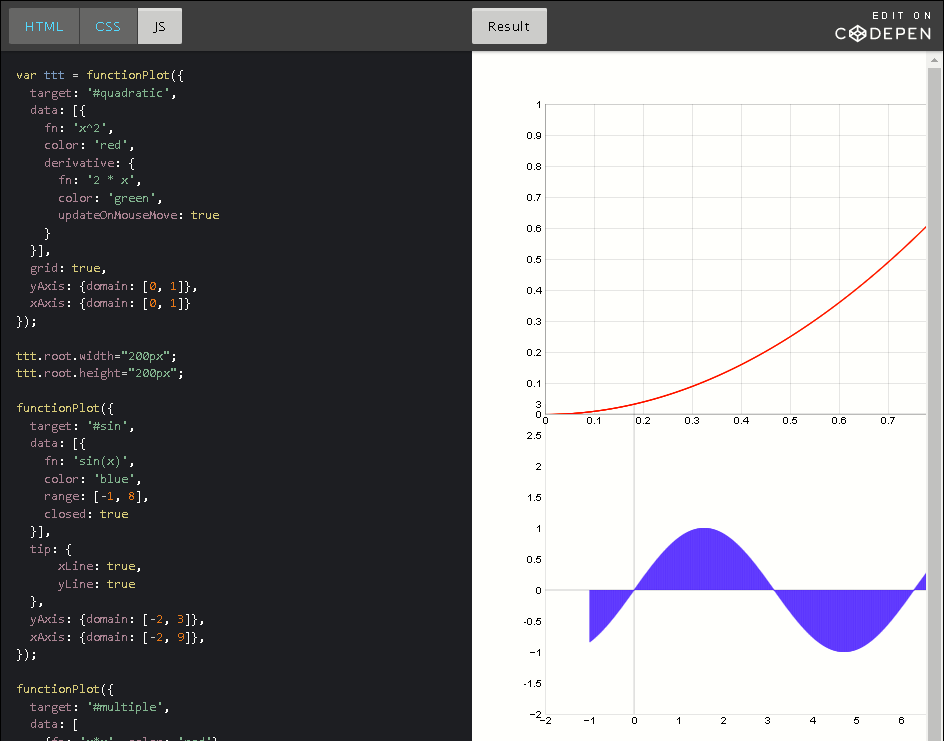 HTML CSS JS Result EDIT ON
CODEPEN
var ttt = functionPlot({
target: '#quadratic',
data: [{
fn: 'x^2',
color: 'red',
derivative: {
fn: '2 * x',
color: 'green',
updateOnMouseMove: true
}
}],
grid: true,
yAxis: {domain: [0, 1]},
xAxis: {domain: [0, 1]}
});
ttt.root.width="200px";
ttt.root.height="200px";
functionPlot({
target: '#sin',
data: [{
fn: 'sin(x)',
color: 'blue',
range: [-1, 8],
closed: true
}],
tip: {
xLine: true,
yLine: true
},
yAxis: {domain: [-2, 3]},
xAxis: {domain: [-2, 9]},
});
functionPlot({
target: '#multiple',
data: [
{fn: 'x*x', color: 'red'}
1
0.9
0.8
0.7
0.6
0.5
0.4
0.3
0.2
0.1
0
0 0.1 0.2 0.3 0.4 0.5 0.6 0.7
3
2.5
2
1.5
1
0.5
0
-0.5
-1
-1.5
-2
-2 -1 0 1 2 3 4 5 6